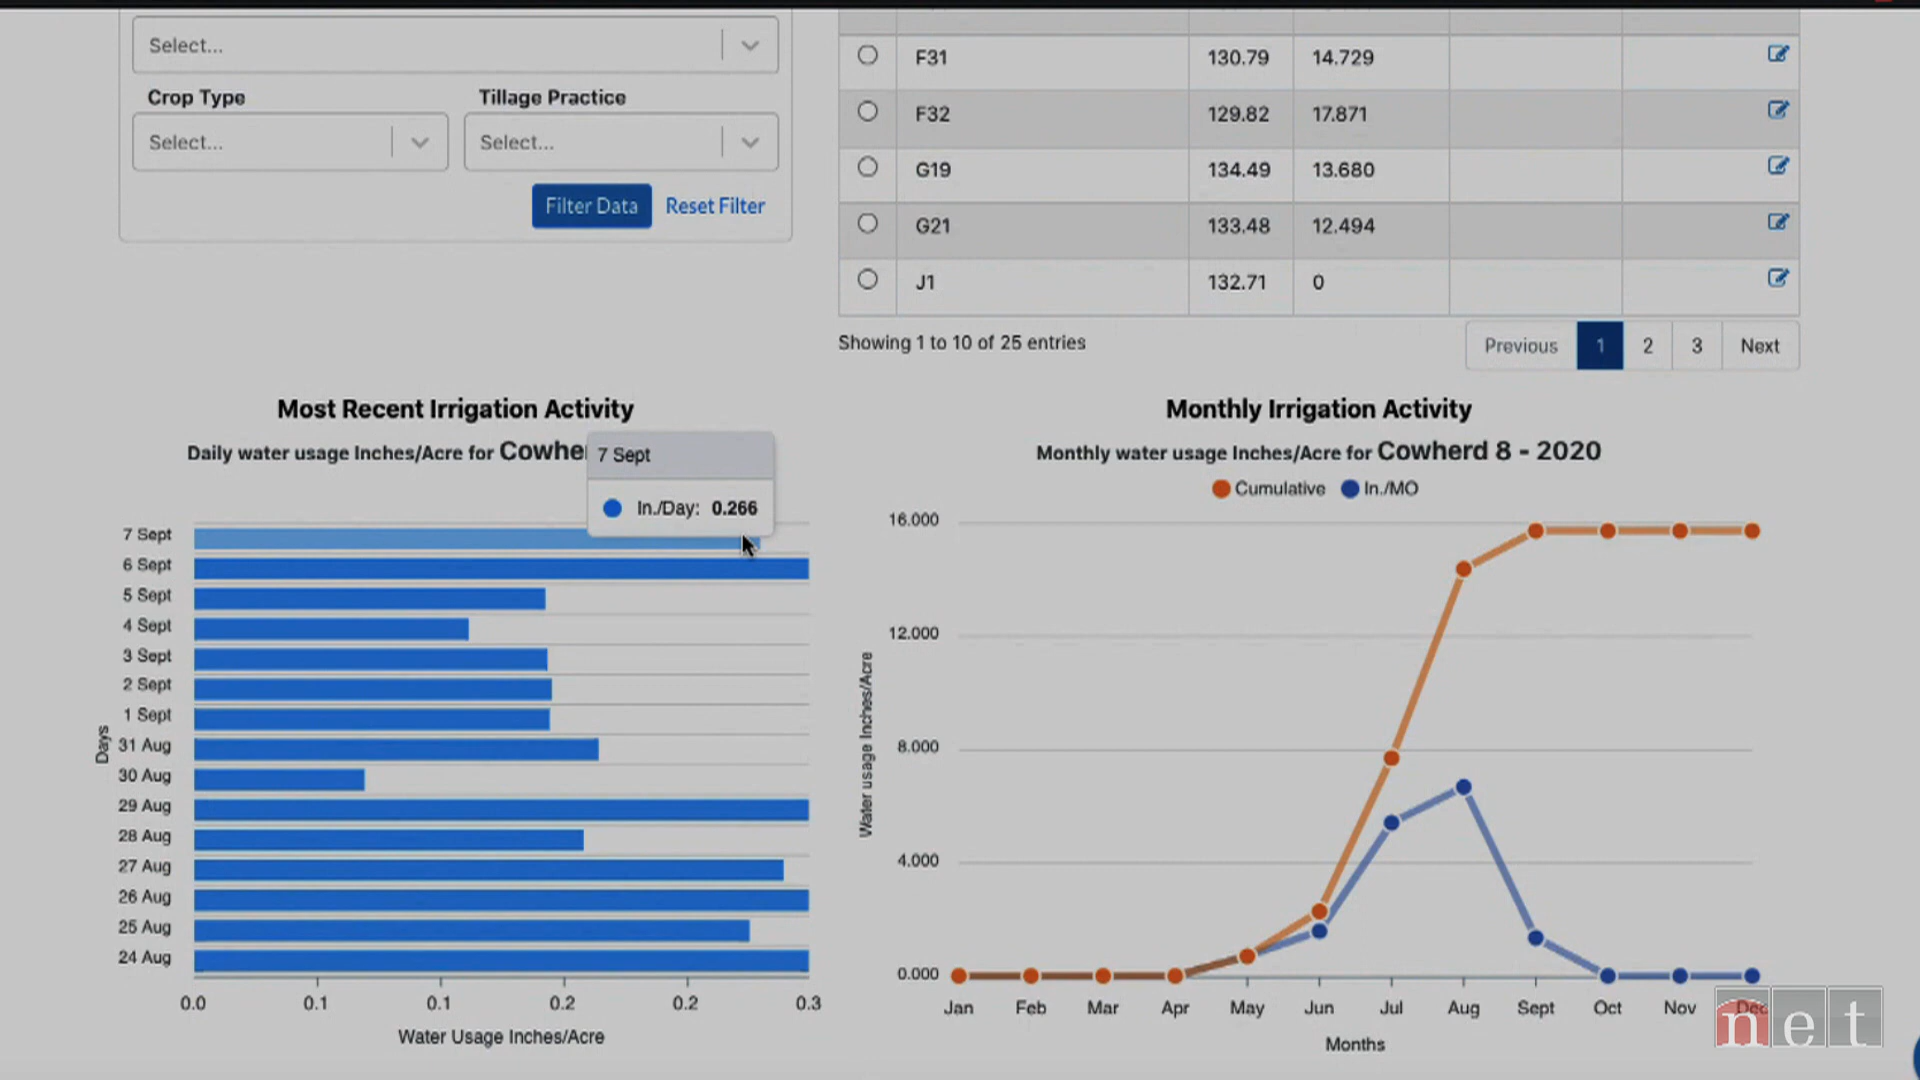 Select...
Crop Type
Tillage Practice
Select...
Select...
Filter Data
Reset Filter
F31 130.79 14.729
F32 129.82 17.871
G19 134.49 13.680
G21 133.48 12.494
J1 132.71 0
Showing 1 to 10 of 25 entries
Previous 1 2 3 Next
Most Recent Irrigation Activity
Daily water usage Inches/Acre for Cowhe
7 Sept
In./Day: 0.266
7 Sept
6 Sept
5 Sept
4 Sept
3 Sept
2 Sept
1 Sept
31 Aug
30 Aug
29 Aug
28 Aug
27 Aug
26 Aug
25 Aug
24 Aug
Days
0.0 0.1 0.1 0.2 0.2 0.3
Water Usage Inches/Acre
Monthly Irrigation Activity
Monthly water usage Inches/Acre for Cowherd 8 - 2020
Cumulative In./MO
16.000
12.000
8.000
4.000
0.000
Water usage Inches/Acre
Jan Feb Mar Apr May Jun Jul Aug Sept Oct Nov Dec
Months
net